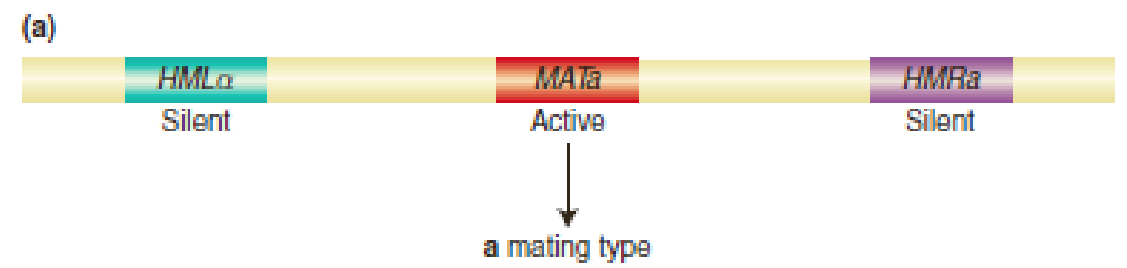 (a)
HMLα MATa HMRa
Silent Active Silent
a mating type